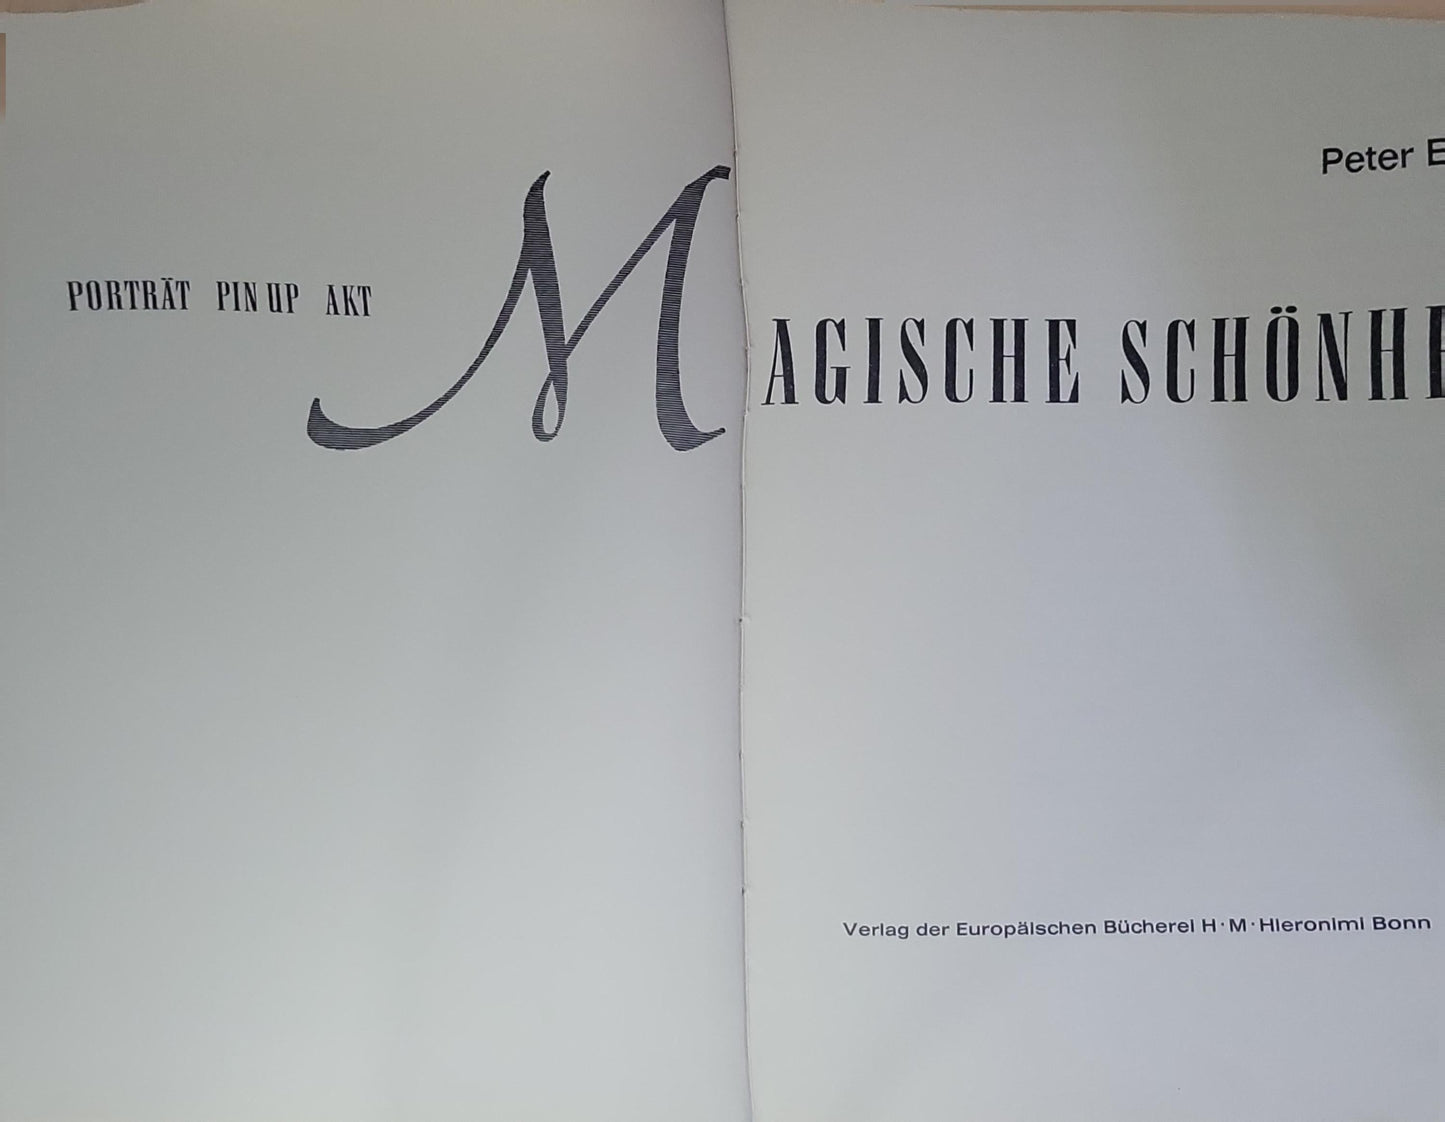 Peter E
PORTRÄT PIN UP AKT
MAGISCHE SCHÖNHE
Verlag der Europäischen Bücherei H·M·Hieronimi Bonn